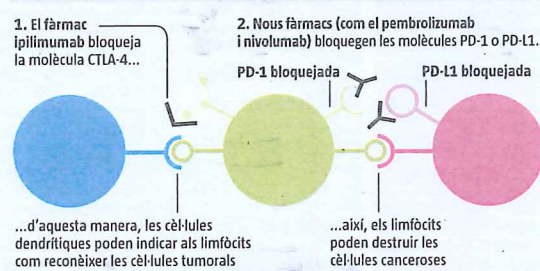 1. El fàrmac
ipilimumab bloqueja
la molècula CTLA-4...
2. Nous fàrmacs (com el pembrolizumab
i nivolumab) bloquegen les molècules PD-1 o PD-L1.
PD-1 bloquejada
PD-L1 bloquejada
...d'aquesta manera, les cèl·lules
dendrítiques poden indicar als limfòcits
com reconèixer les cèl·lules tumorals
...així, els limfòcits
poden destruir les
cèl·lules canceroses